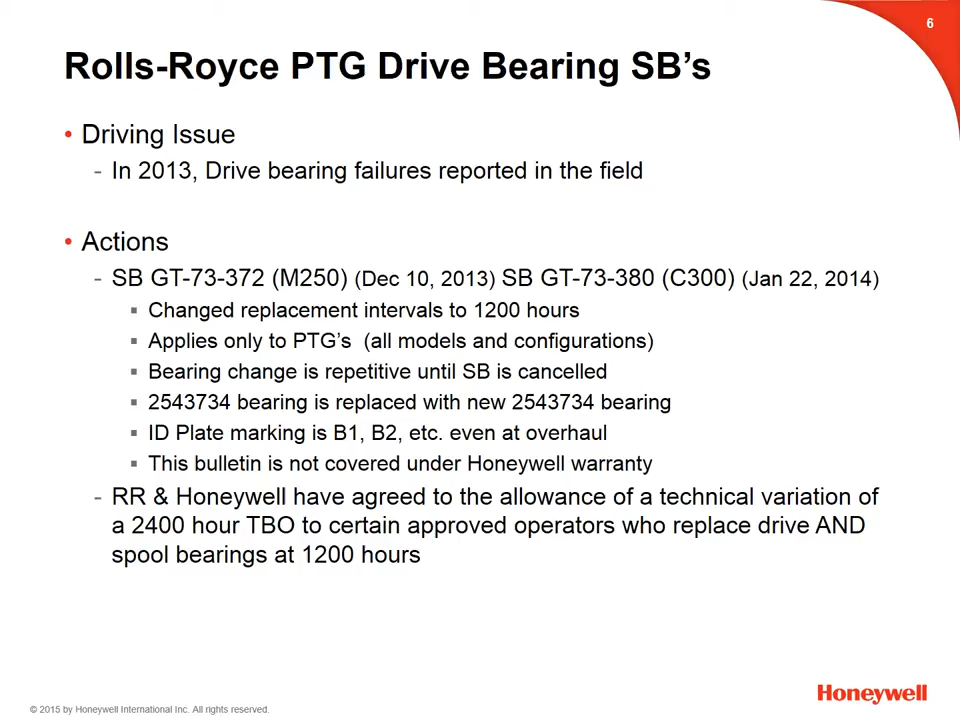 6
Rolls-Royce PTG Drive Bearing SB’s
• Driving Issue
- In 2013, Drive bearing failures reported in the field
• Actions
- SB GT-73-372 (M250) (Dec 10, 2013) SB GT-73-380 (C300) (Jan 22, 2014)
▪ Changed replacement intervals to 1200 hours
▪ Applies only to PTG’s (all models and configurations)
▪ Bearing change is repetitive until SB is cancelled
▪ 2543734 bearing is replaced with new 2543734 bearing
▪ ID Plate marking is B1, B2, etc. even at overhaul
▪ This bulletin is not covered under Honeywell warranty
- RR & Honeywell have agreed to the allowance of a technical variation of
a 2400 hour TBO to certain approved operators who replace drive AND
spool bearings at 1200 hours
Honeywell
© 2015 by Honeywell International Inc. All rights reserved.